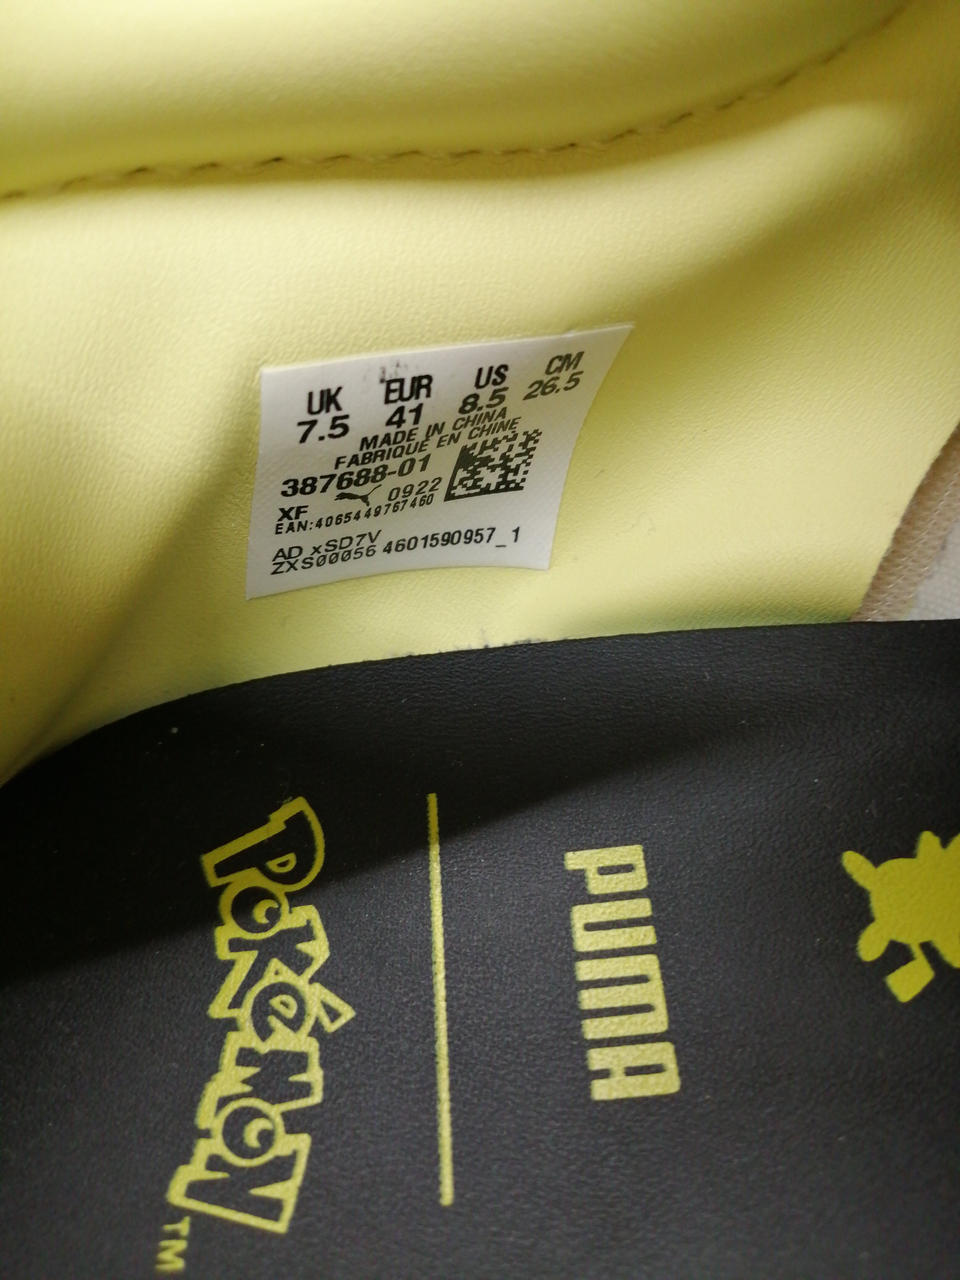 UK EUR US CM
7.5 41 8.5 26.5
MADE IN CHINA
FABRIQUÉ EN CHINE
387688-01
XF 0922
EAN:4065449767460
AD xSD7V
ZXS00056 4601590957_1
POKéMON
TM
PUMA